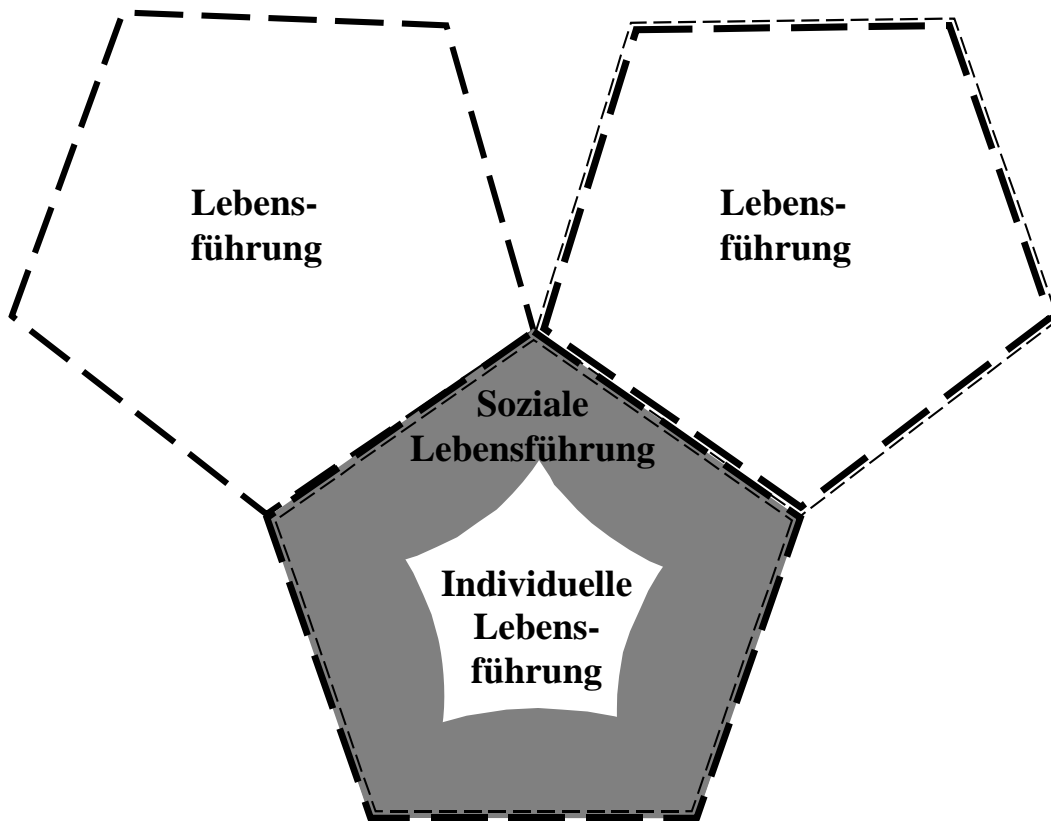 Lebens-
führung
Lebens-
führung
Soziale
Lebensführung
Individuelle
Lebens-
führung